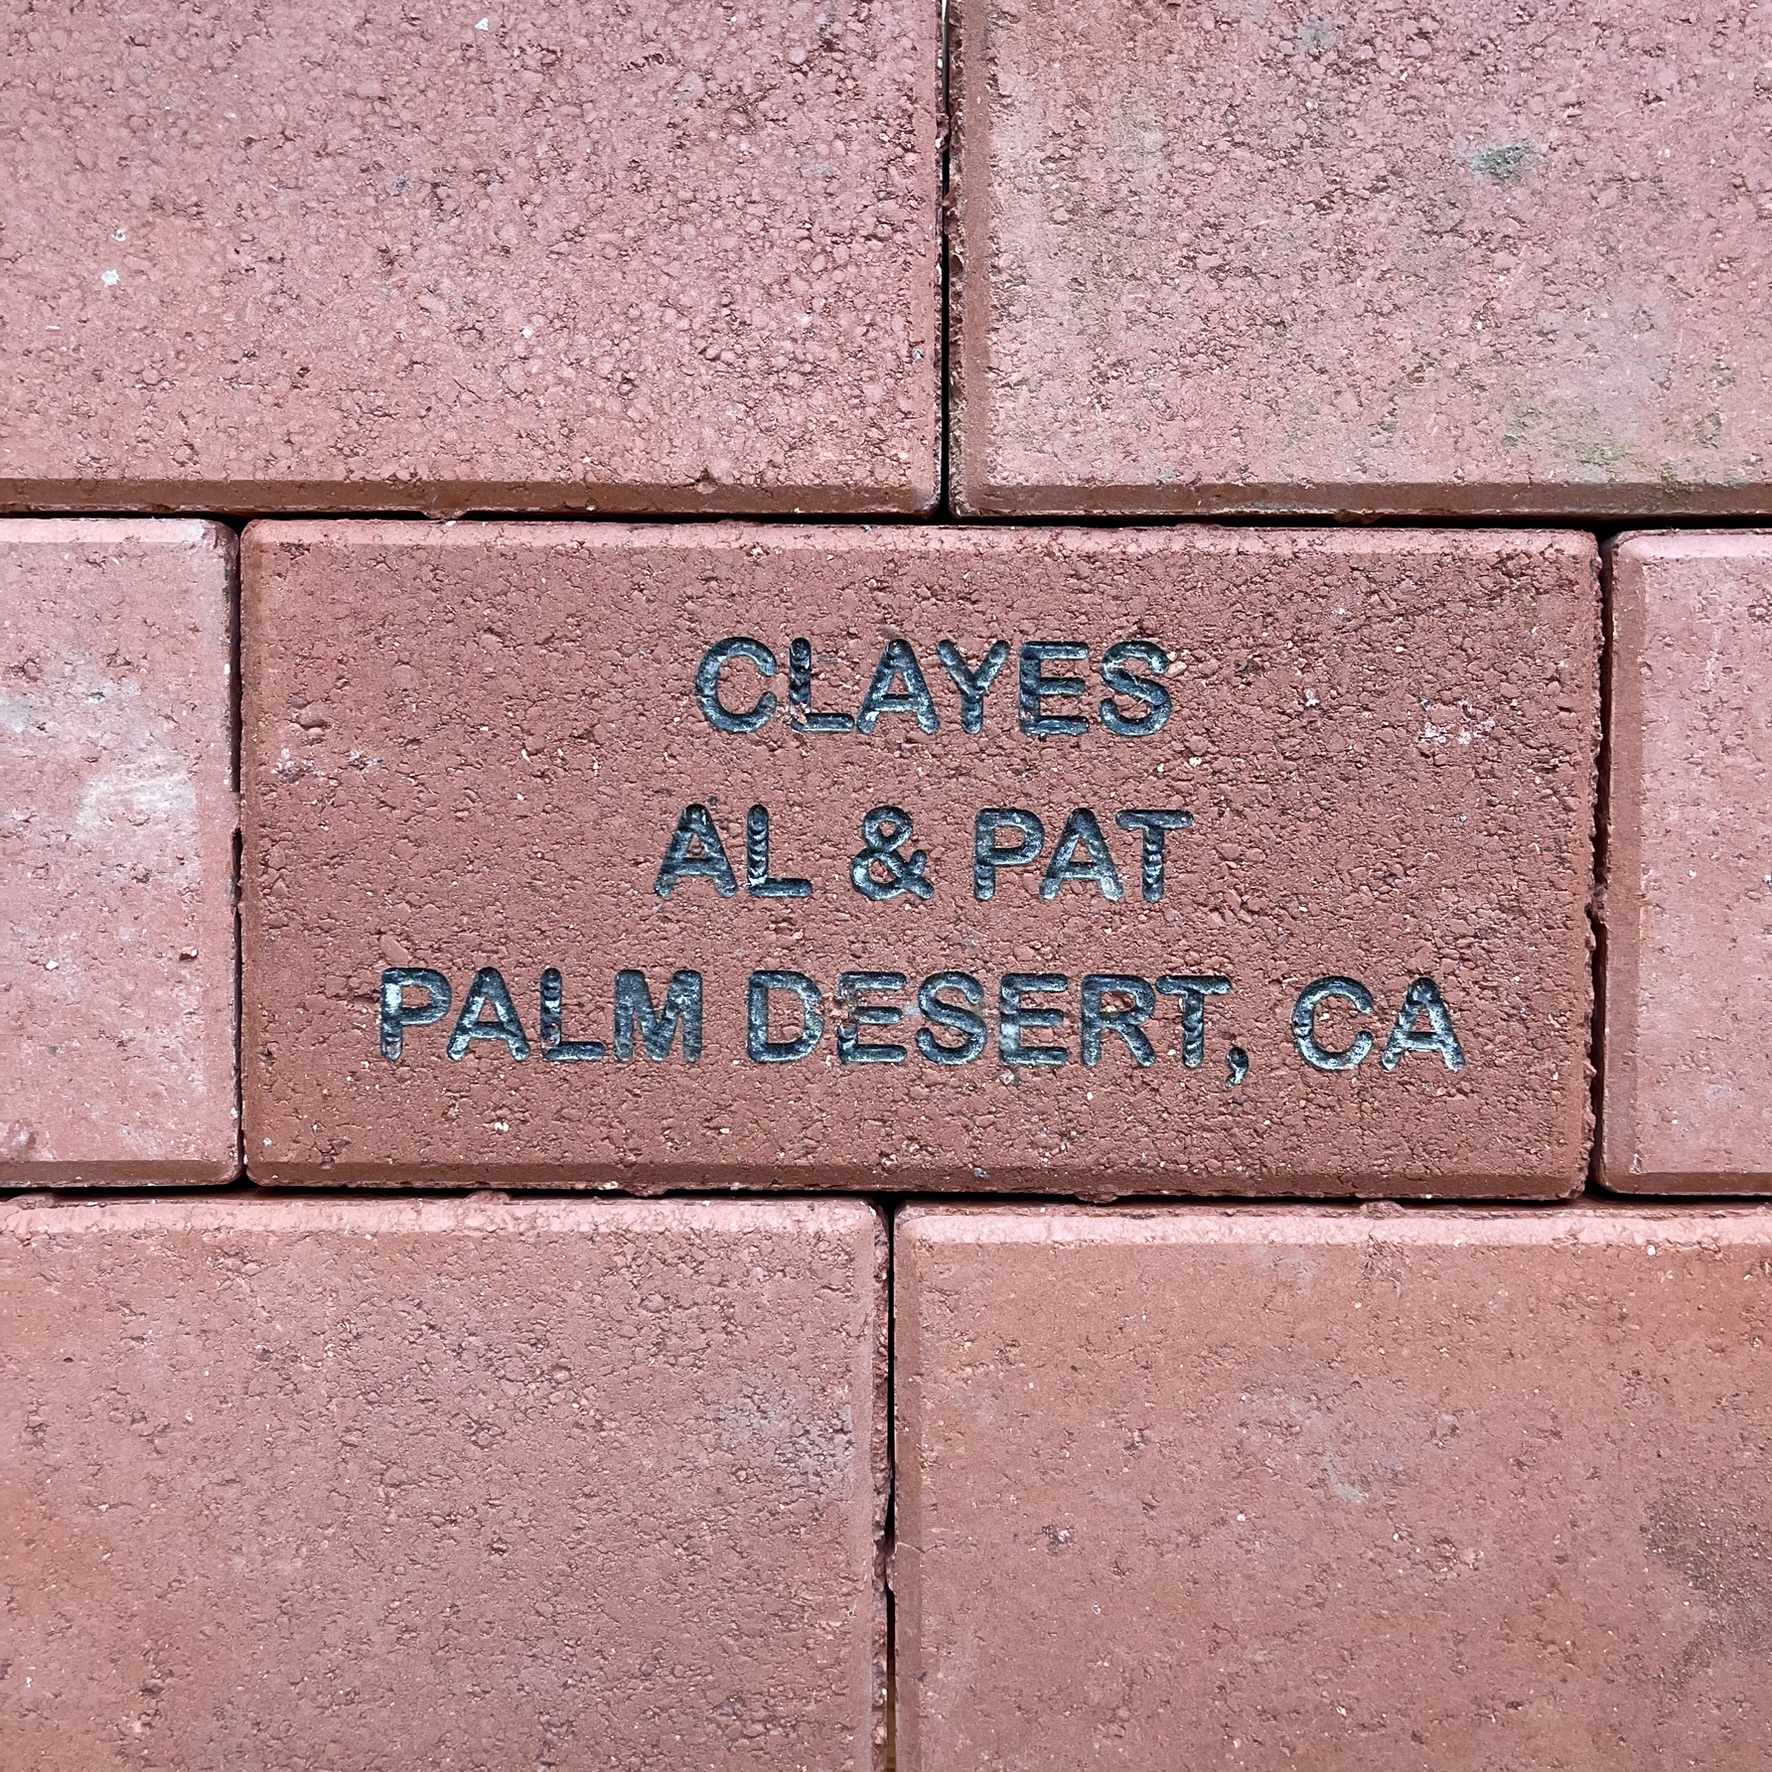 CLAYES
AL & PAT
PALM DESERT, CA